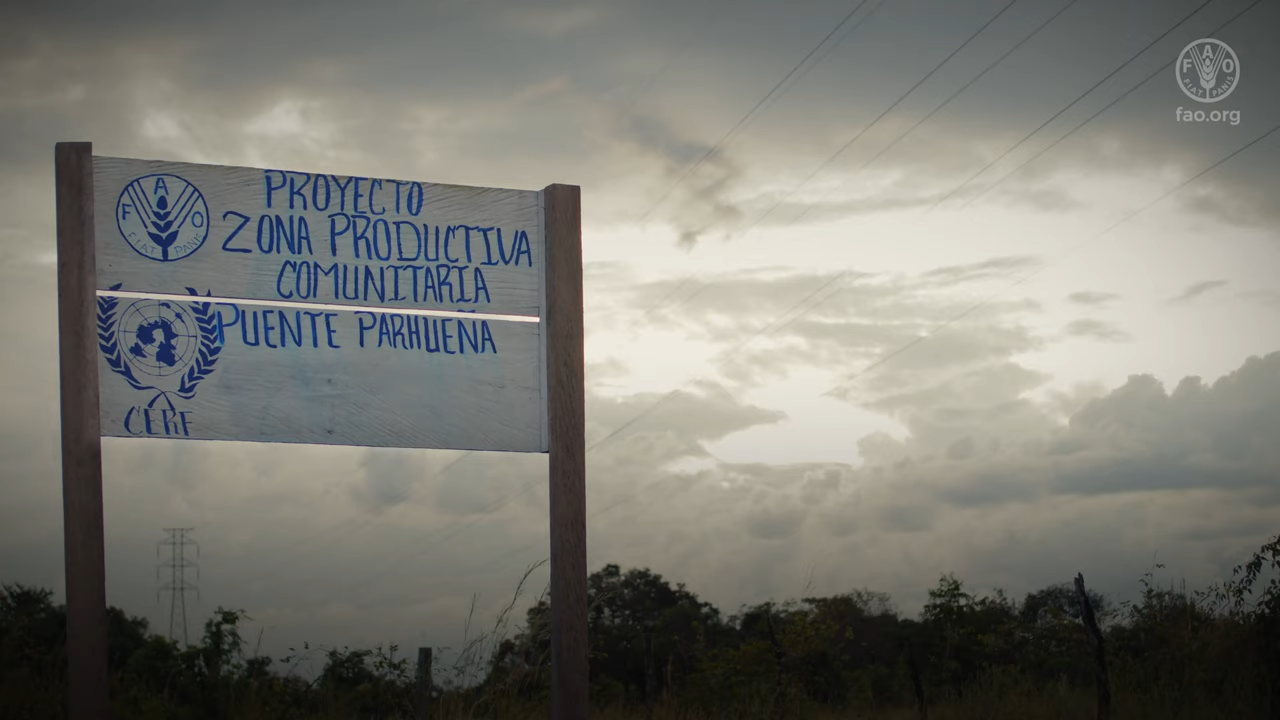 FAO
FIAT PANIS
PROYECTO
ZONA PRODUCTIVA
COMUNITARIA
PUENTE PARHUEÑA
CERF
FAO
FIAT PANIS
fao.org